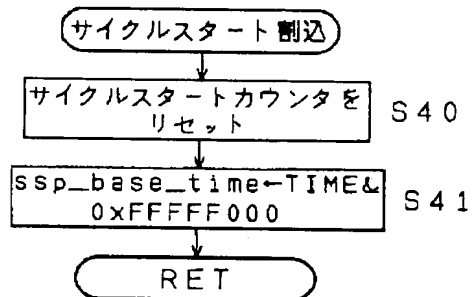 サイクルスタート割込
サイクルスタートカウンタを
リセット
S40
ssp_base_time←TIME&
0xFFFFF000
S41
RET